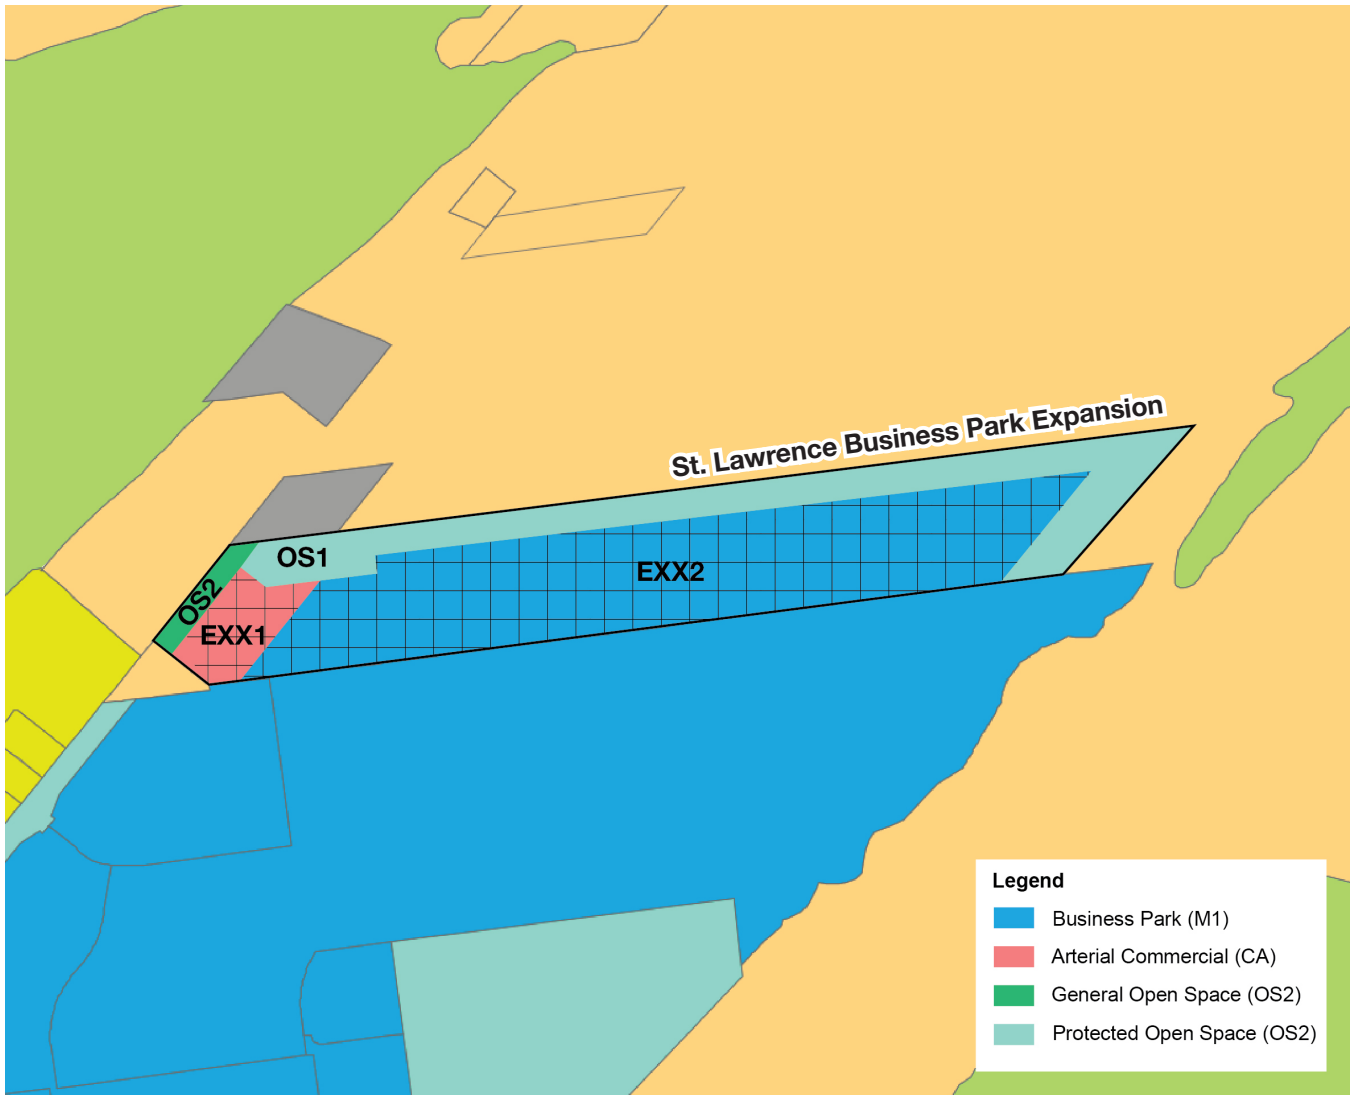 St. Lawrence Business Park Expansion
OS1
OS2
EXX1
EXX2
Legend
Business Park (M1)
Arterial Commercial (CA)
General Open Space (OS2)
Protected Open Space (OS2)